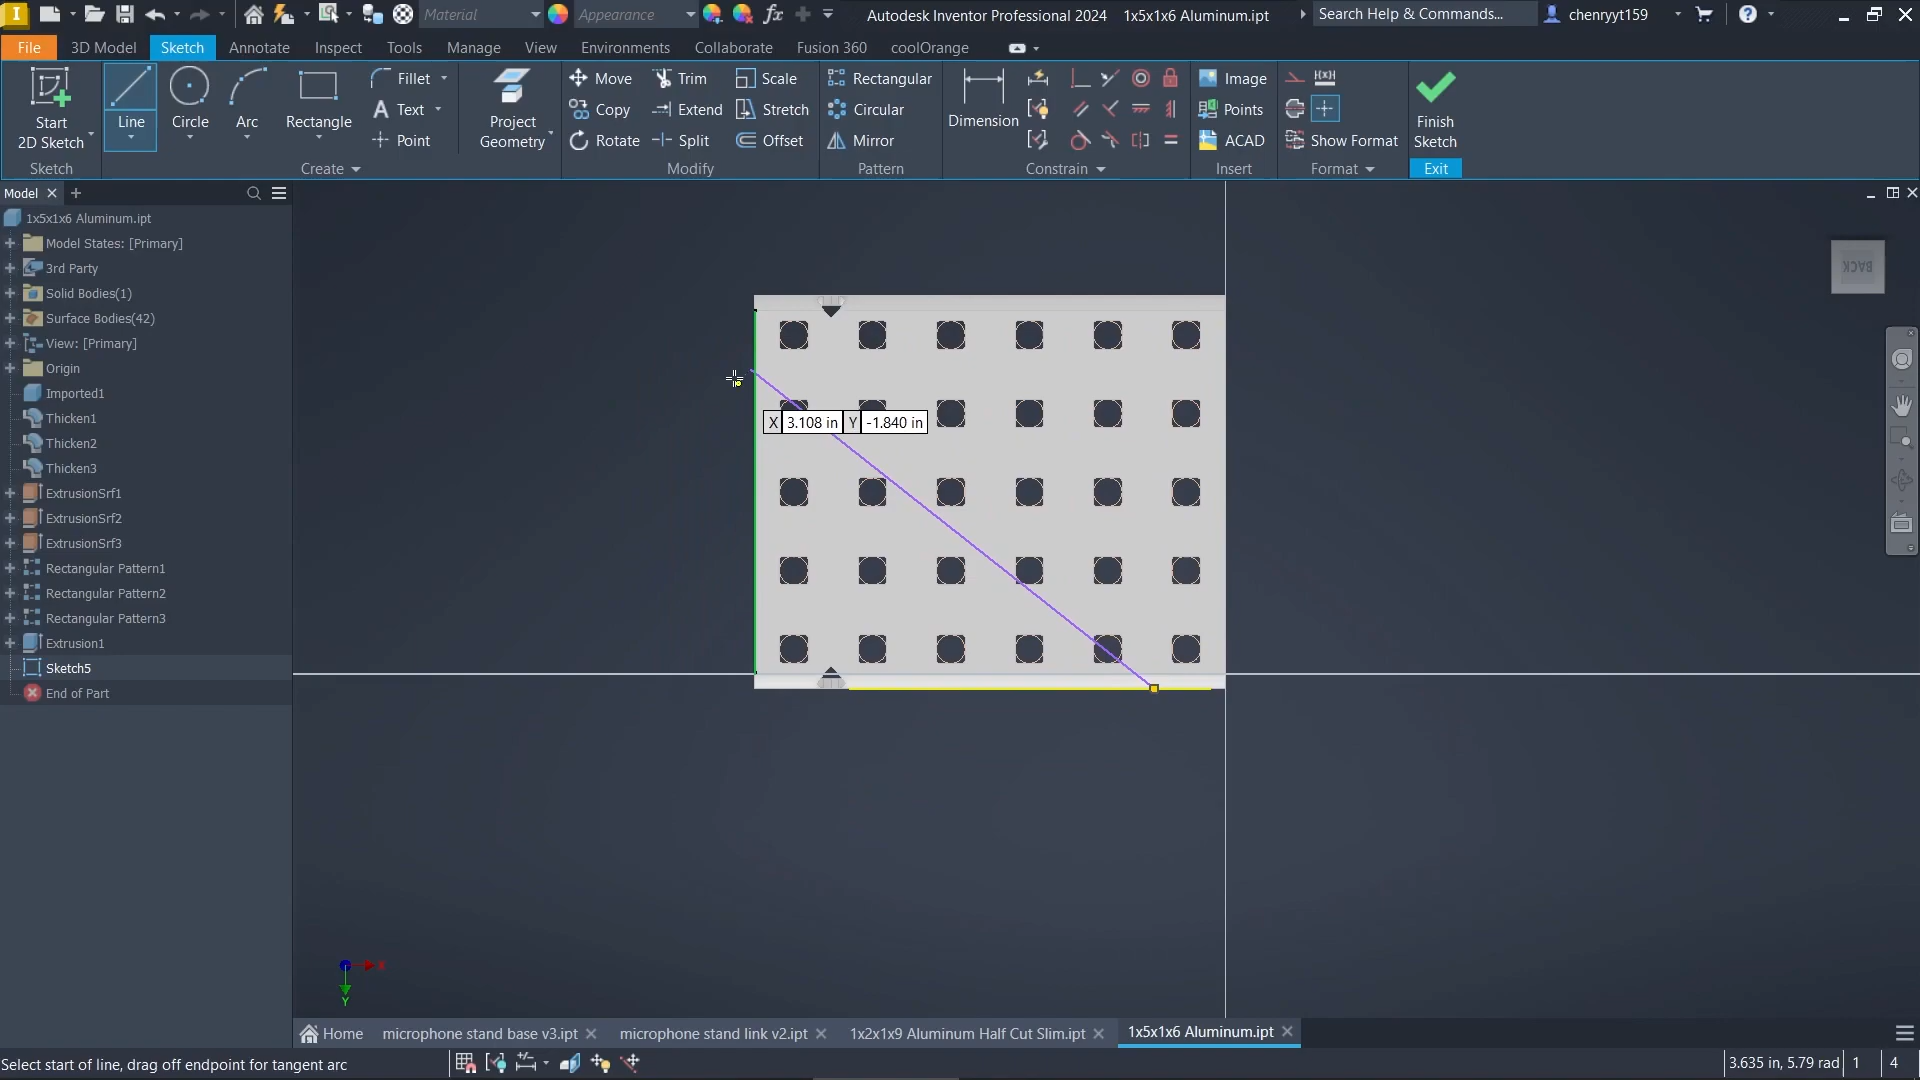 I Material Appearance fx Autodesk Inventor Professional 2024 1x5x1x6 Aluminum.ipt Search Help & Commands... chenryyt159
File 3D Model Sketch Annotate Inspect Tools Manage View Environments Collaborate Fusion 360 coolOrange
Start 2D Sketch
Line
Circle
Arc
Rectangle
Fillet
Text
Point
Project Geometry
Move
Copy
Rotate
Trim
Extend
Split
Scale
Stretch
Offset
Rectangular
Circular
Mirror
Dimension
Image
Points
ACAD
Show Format
Finish Sketch
Sketch Create Modify Pattern Constrain Insert Format Exit
Model
1x5x1x6 Aluminum.ipt
Model States: [Primary]
3rd Party
Solid Bodies(1)
Surface Bodies(42)
View: [Primary]
Origin
Imported1
Thicken1
Thicken2
Thicken3
ExtrusionSrf1
ExtrusionSrf2
ExtrusionSrf3
Rectangular Pattern1
Rectangular Pattern2
Rectangular Pattern3
Extrusion1
Sketch5
End of Part
BACK
X 3.108 in Y -1.840 in
X
Y
Home microphone stand base v3.ipt microphone stand link v2.ipt 1x2x1x9 Aluminum Half Cut Slim.ipt 1x5x1x6 Aluminum.ipt
Select start of line, drag off endpoint for tangent arc 3.635 in, 5.79 rad 1 4